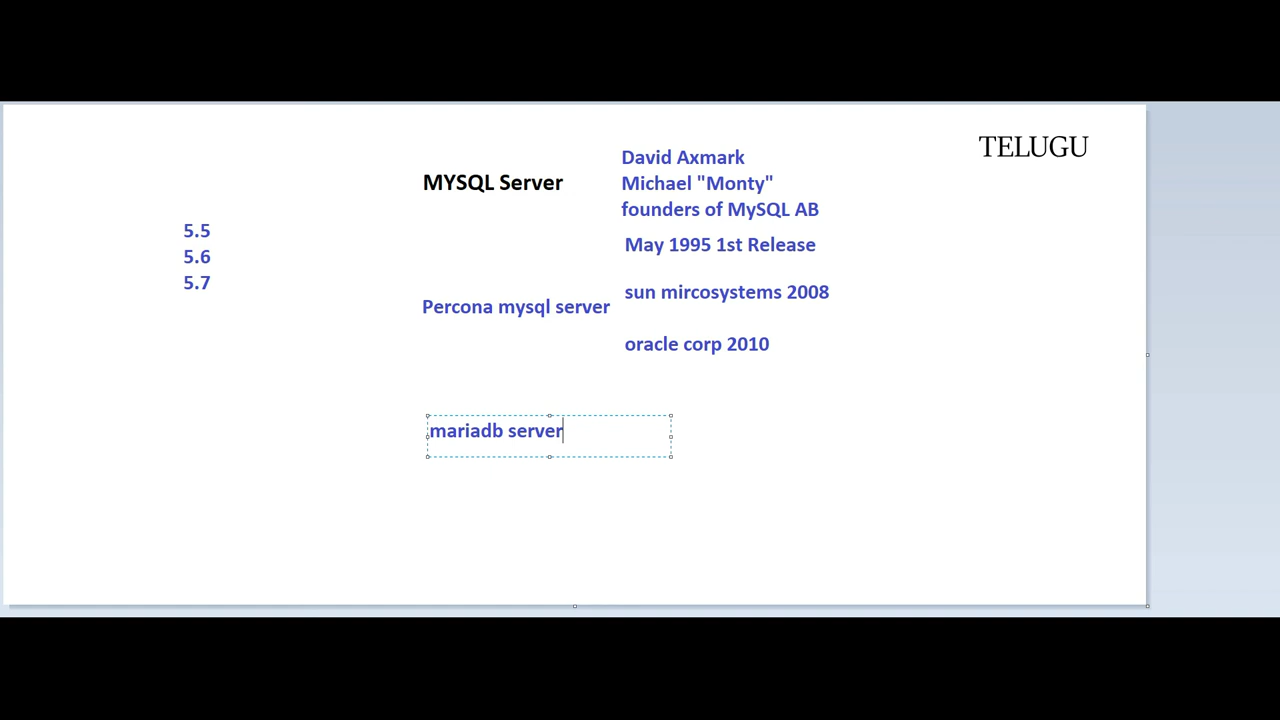 TELUGU
MYSQL Server
David Axmark
Michael "Monty"
founders of MySQL AB
May 1995 1st Release
5.5
5.6
5.7
sun mircosystems 2008
Percona mysql server
oracle corp 2010
mariadb server